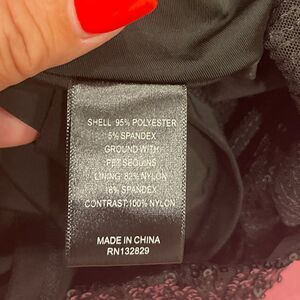 SHELL: 95% POLYESTER
5% SPANDEX
GROUND WITH
PET SEQUINS
LINING: 82% NYLON
18% SPANDEX
CONTRAST:100% NYLON
MADE IN CHINA
RN132829